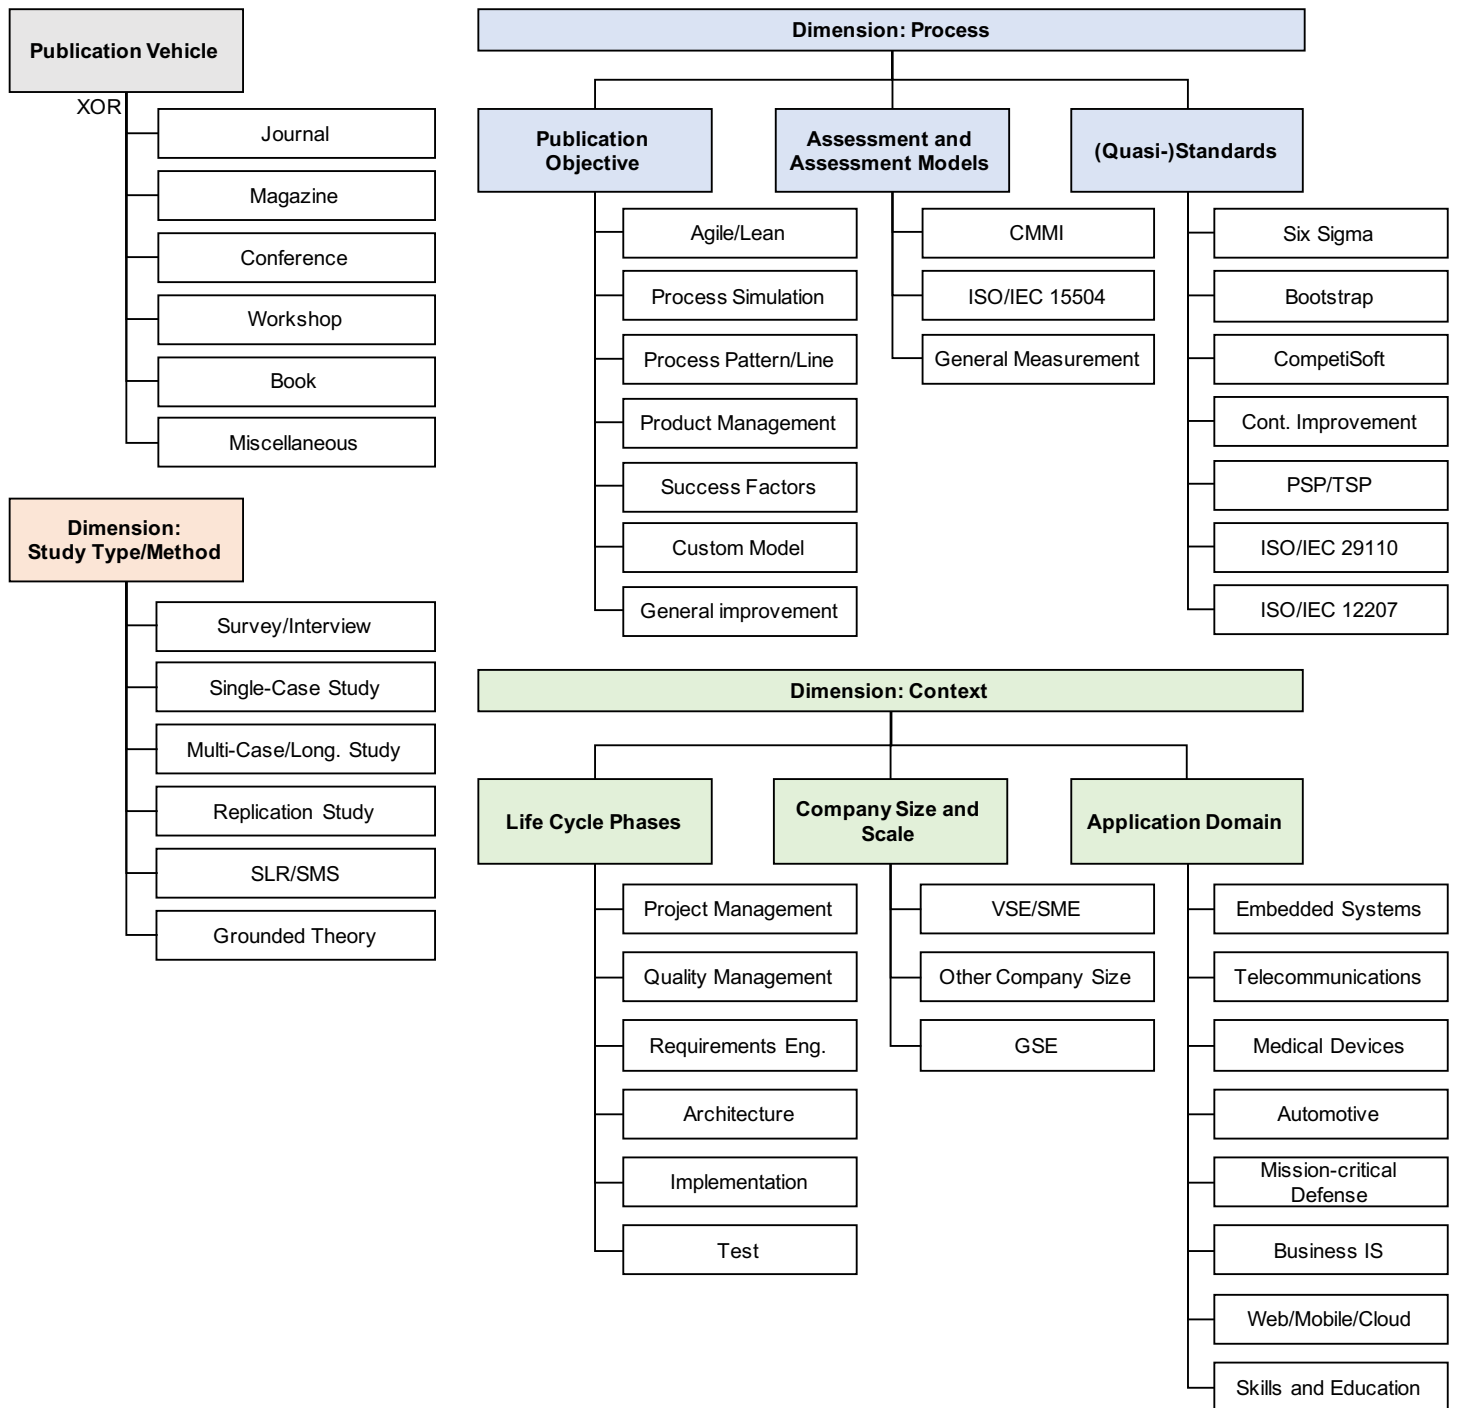 Publication Vehicle
XOR
Journal
Magazine
Conference
Workshop
Book
Miscellaneous
Dimension:
Study Type/Method
Survey/Interview
Single-Case Study
Multi-Case/Long. Study
Replication Study
SLR/SMS
Grounded Theory
Dimension: Process
Publication
Objective
Agile/Lean
Process Simulation
Process Pattern/Line
Product Management
Success Factors
Custom Model
General improvement
Assessment and
Assessment Models
CMMI
ISO/IEC 15504
General Measurement
(Quasi-)Standards
Six Sigma
Bootstrap
CompetiSoft
Cont. Improvement
PSP/TSP
ISO/IEC 29110
ISO/IEC 12207
Dimension: Context
Life Cycle Phases
Project Management
Quality Management
Requirements Eng.
Architecture
Implementation
Test
Company Size and
Scale
VSE/SME
Other Company Size
GSE
Application Domain
Embedded Systems
Telecommunications
Medical Devices
Automotive
Mission-critical
Defense
Business IS
Web/Mobile/Cloud
Skills and Education